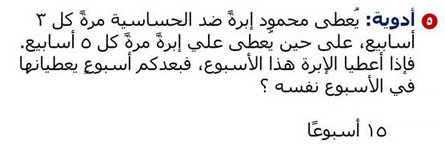 ٥ أدوية: يُعطى محمود إبرةً ضد الحساسية مرةً كل ٣
أسابيع، على حين يُعطى علي إبرةً مرةً كل ٥ أسابيع.
فإذا أعطيا الإبرة هذا الأسبوع، فبعدكم أسبوعٍ يعطيانها
في الأسبوع نفسه ؟
١٥ أسبوعًا